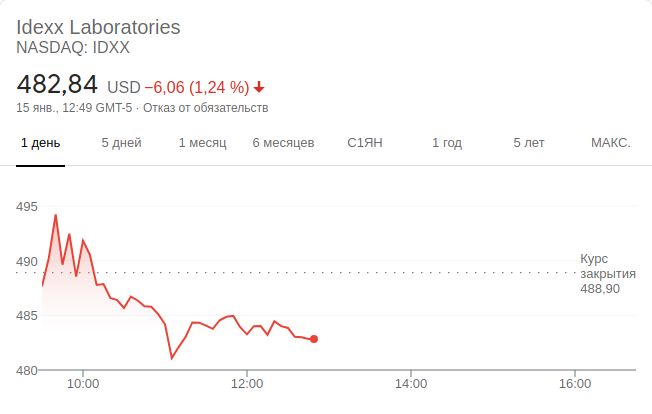 Idexx Laboratories
NASDAQ: IDXX
482,84 USD −6,06 (1,24 %)
15 янв., 12:49 GMT-5 · Отказ от обязательств
1 день 5 дней 1 месяц 6 месяцев С1ЯН 1 год 5 лет МАКС.
495
490
485
480
Курс
закрытия
488,90
10:00 12:00 14:00 16:00